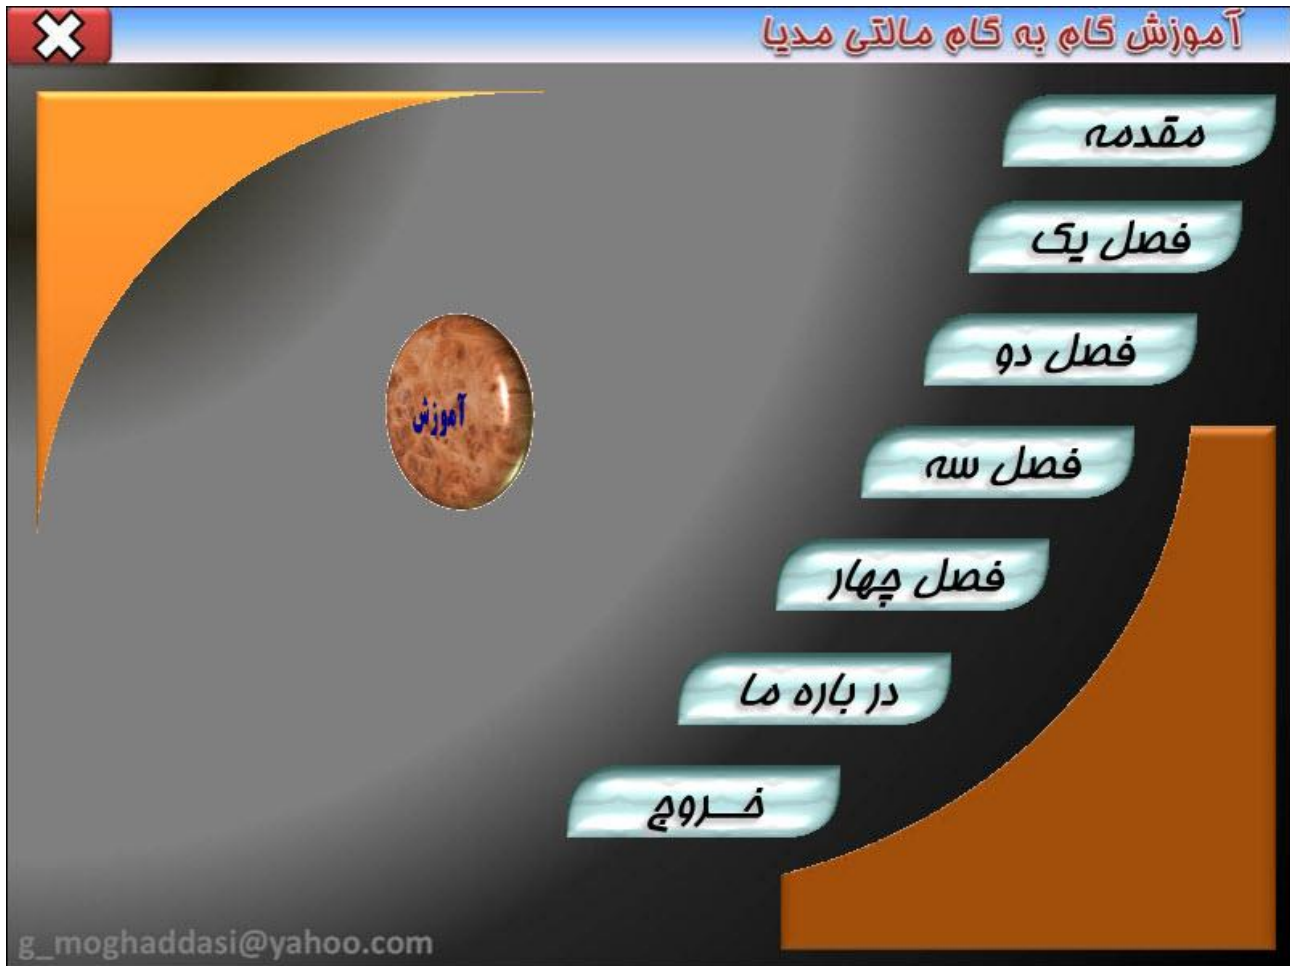 آموزش گام به گام مالتی مدیا
مقدمه
فصل یک
فصل دو
فصل سه
فصل چهار
در باره ما
خــروج
آموزش
g_moghaddasi@yahoo.com